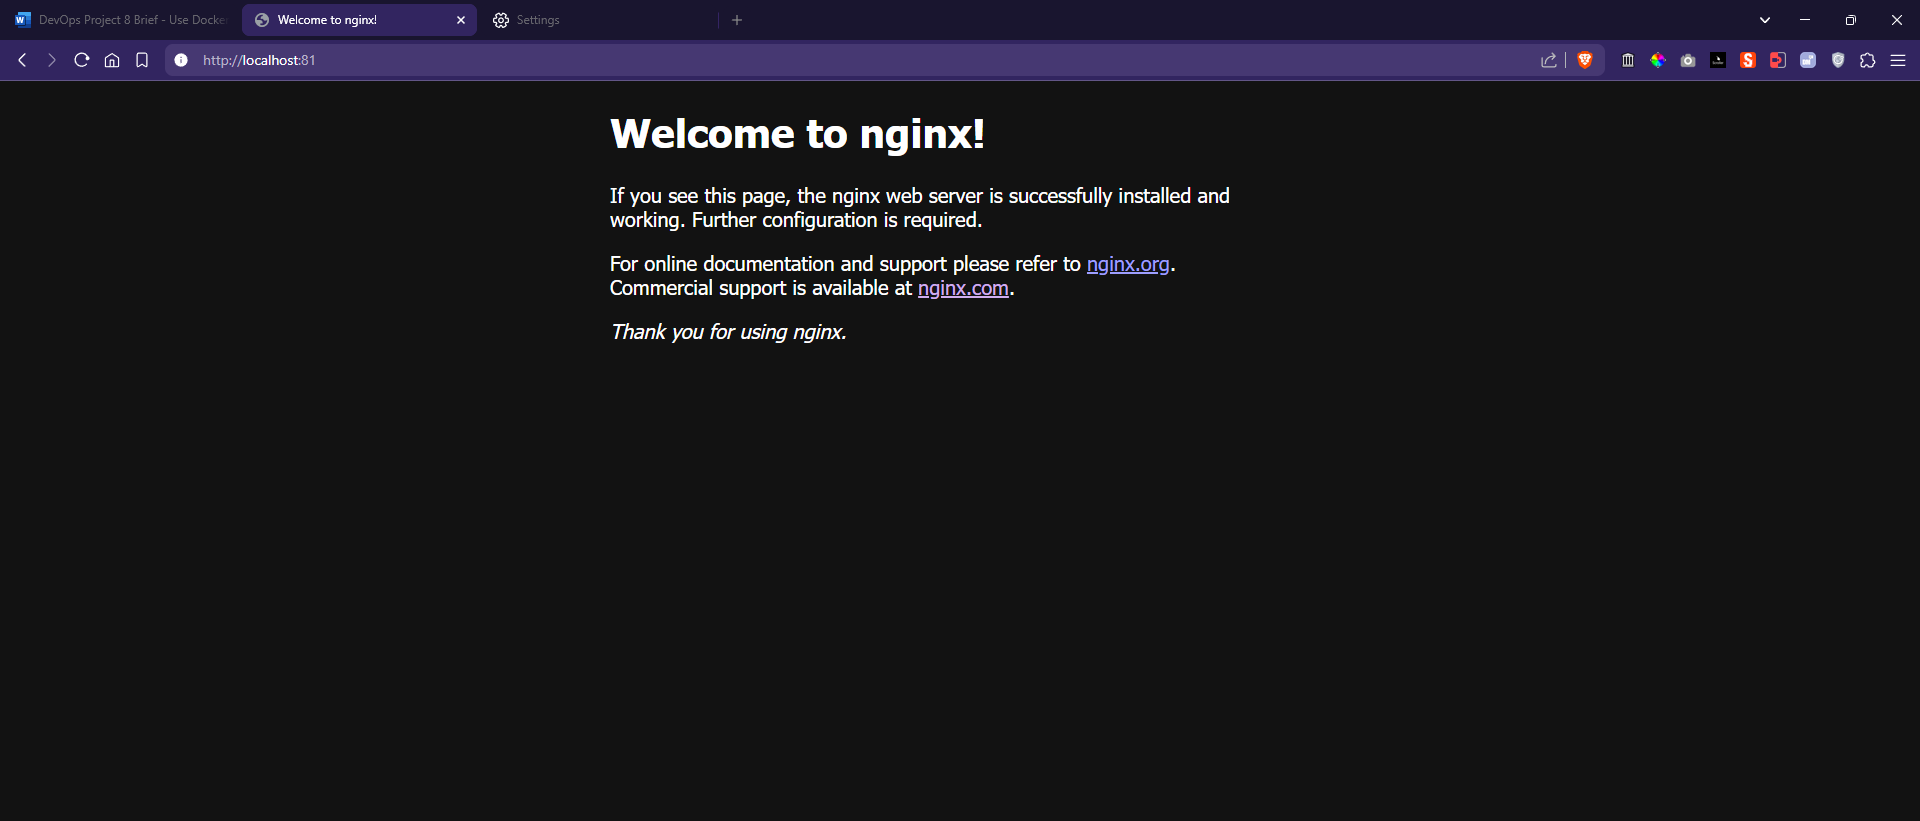 DevOps Project 8 Brief - Use Docke
Welcome to nginx!
Settings
http://localhost:81
Welcome to nginx!
If you see this page, the nginx web server is successfully installed and
working. Further configuration is required.
For online documentation and support please refer to nginx.org.
Commercial support is available at nginx.com.
Thank you for using nginx.